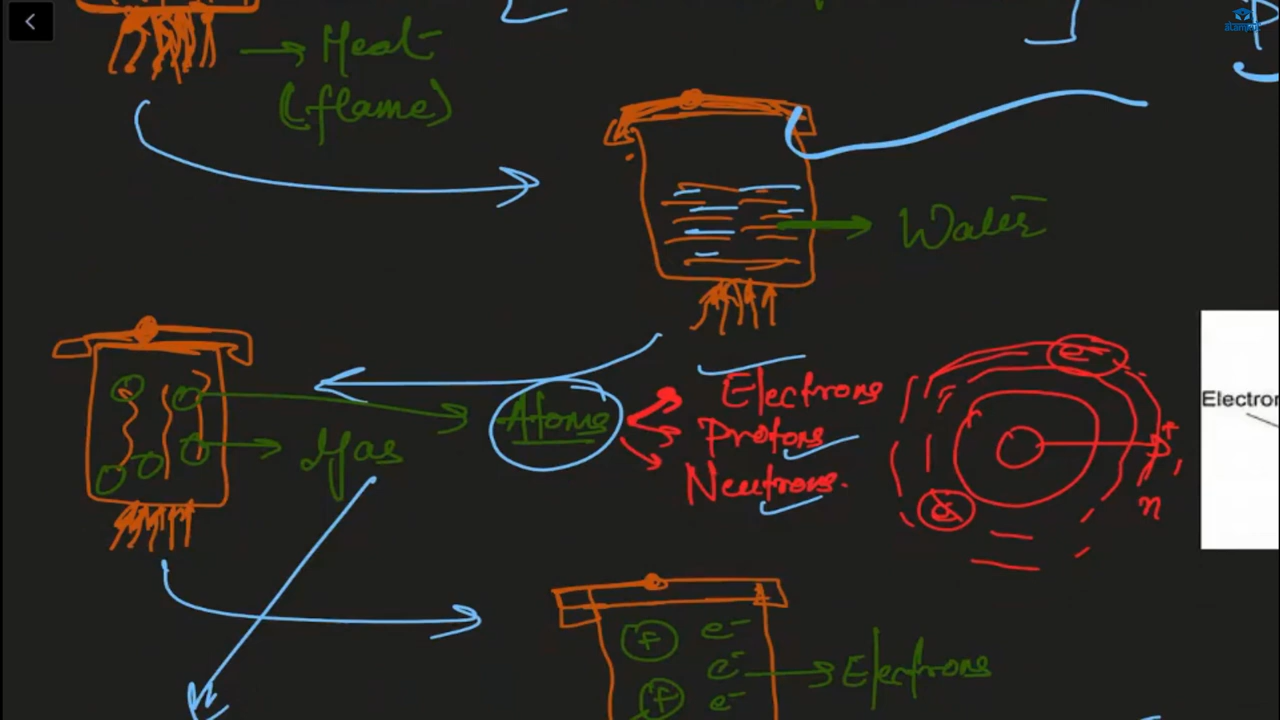 Heat
(flame)
Water
Electrons
Atoms
Protons
Gas
Neutrons.
e-
P+,
n
Electron
+
e-
e-
+
e-
Electrons